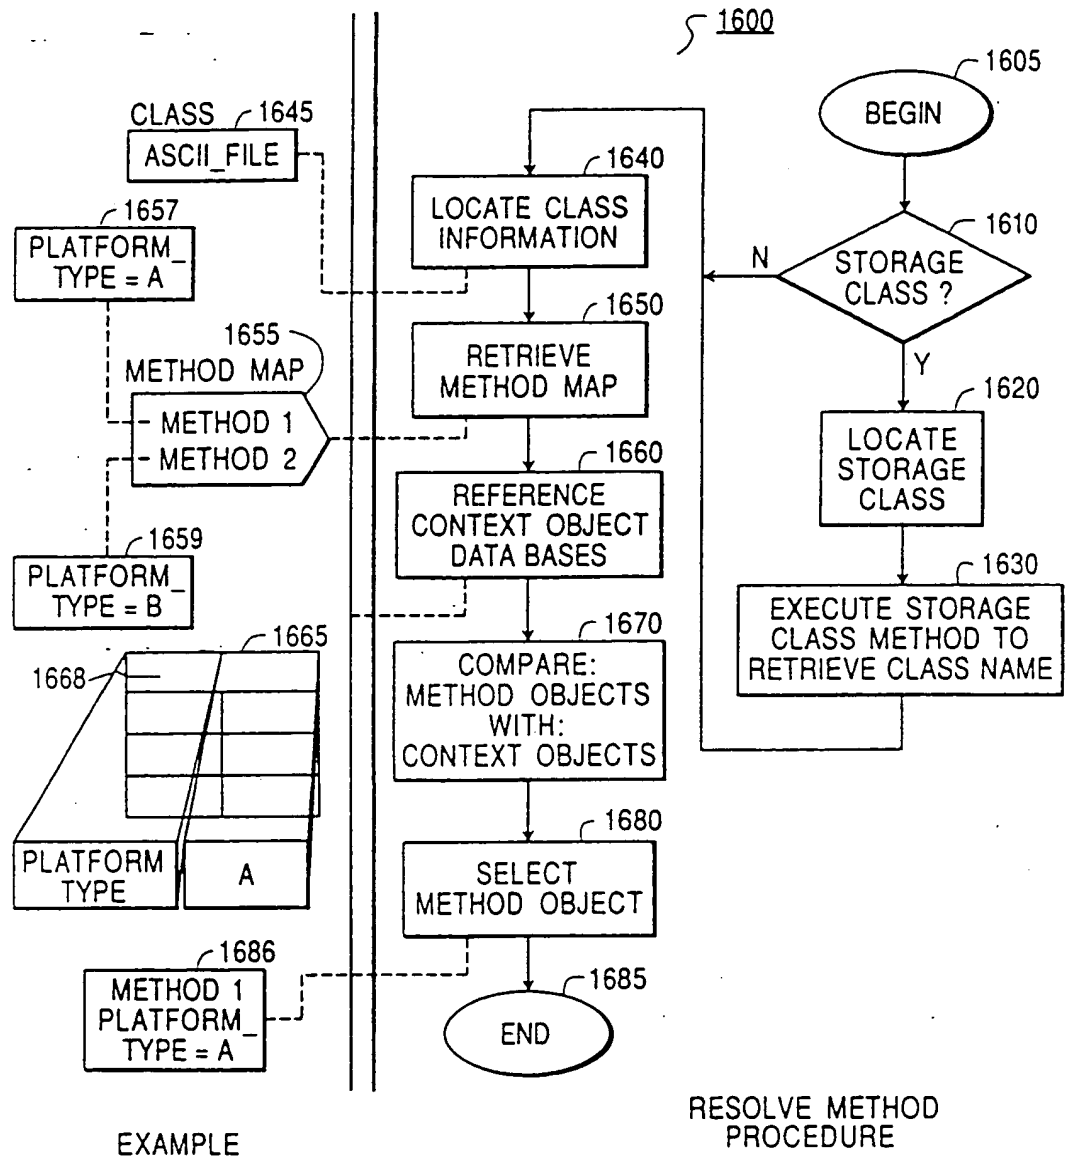 1600
1605
BEGIN
1610
STORAGE
CLASS ?
N
Y
1620
LOCATE
STORAGE
CLASS
1630
EXECUTE STORAGE
CLASS METHOD TO
RETRIEVE CLASS NAME
1640
LOCATE CLASS
INFORMATION
CLASS
1645
ASCII_FILE
1650
RETRIEVE
METHOD MAP
1657
PLATFORM_
TYPE = A
1655
METHOD MAP
METHOD 1
METHOD 2
1659
PLATFORM_
TYPE = B
1660
REFERENCE
CONTEXT OBJECT
DATA BASES
1665
1668
PLATFORM
TYPE
A
1670
COMPARE:
METHOD OBJECTS
WITH:
CONTEXT OBJECTS
1680
SELECT
METHOD OBJECT
1686
METHOD 1
PLATFORM_
TYPE = A
1685
END
EXAMPLE
RESOLVE METHOD
PROCEDURE